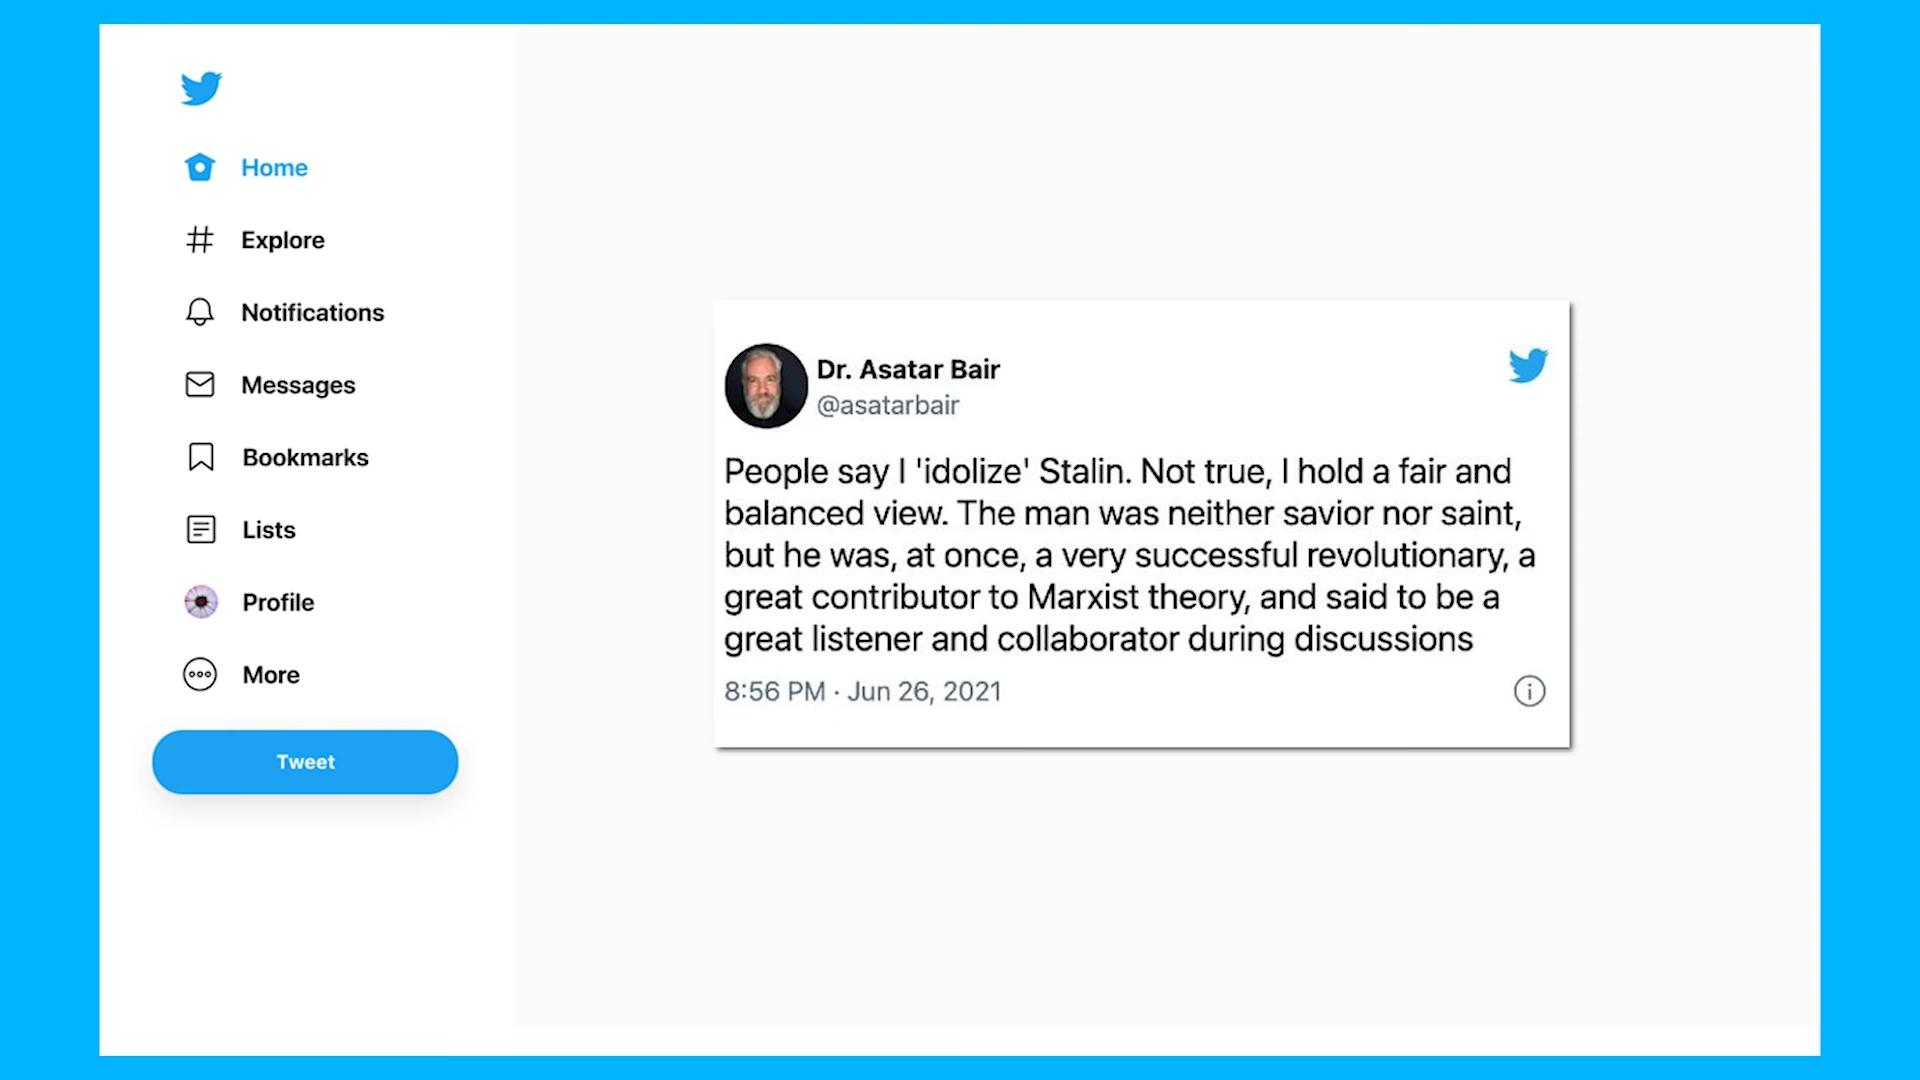 Home
Explore
Notifications
Messages
Bookmarks
Lists
Profile
More
Tweet
Dr. Asatar Bair
@asatarbair
People say I 'idolize' Stalin. Not true, I hold a fair and
balanced view. The man was neither savior nor saint,
but he was, at once, a very successful revolutionary, a
great contributor to Marxist theory, and said to be a
great listener and collaborator during discussions
8:56 PM · Jun 26, 2021